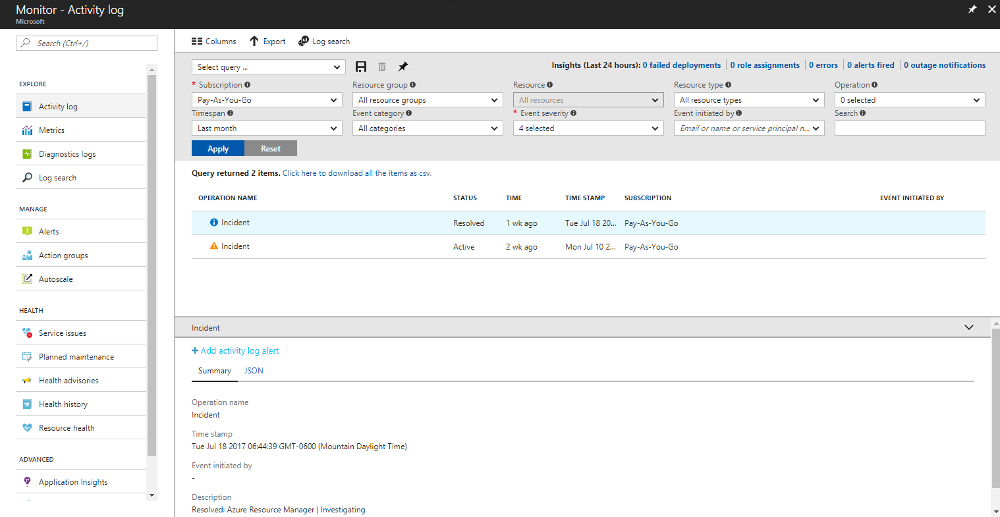 Monitor - Activity log
Microsoft
Search (Ctrl+/)
EXPLORE
Activity log
Metrics
Diagnostics logs
Log search
MANAGE
Alerts
Action groups
Autoscale
HEALTH
Service issues
Planned maintenance
Health advisories
Health history
Resource health
ADVANCED
Application Insights
Columns Export Log search
Select query ...
Insights (Last 24 hours): 0 failed deployments 0 role assignments 0 errors 0 alerts fired 0 outage notifications
* Subscription Resource group Resource Resource type Operation
Pay-As-You-Go All resource groups All resources All resource types 0 selected
Timespan Event category * Event severity Event initiated by Search
Last month All categories 4 selected Email or name or service principal n...
Apply Reset
Query returned 2 items. Click here to download all the items as csv.
OPERATION NAME STATUS TIME TIME STAMP SUBSCRIPTION EVENT INITIATED BY
Incident Resolved 1 wk ago Tue Jul 18 20... Pay-As-You-Go
Incident Active 2 wk ago Mon Jul 10 2... Pay-As-You-Go
Incident
+ Add activity log alert
Summary JSON
Operation name
Incident
Time stamp
Tue Jul 18 2017 06:44:39 GMT-0600 (Mountain Daylight Time)
Event initiated by
-
Description
Resolved: Azure Resource Manager | Investigating